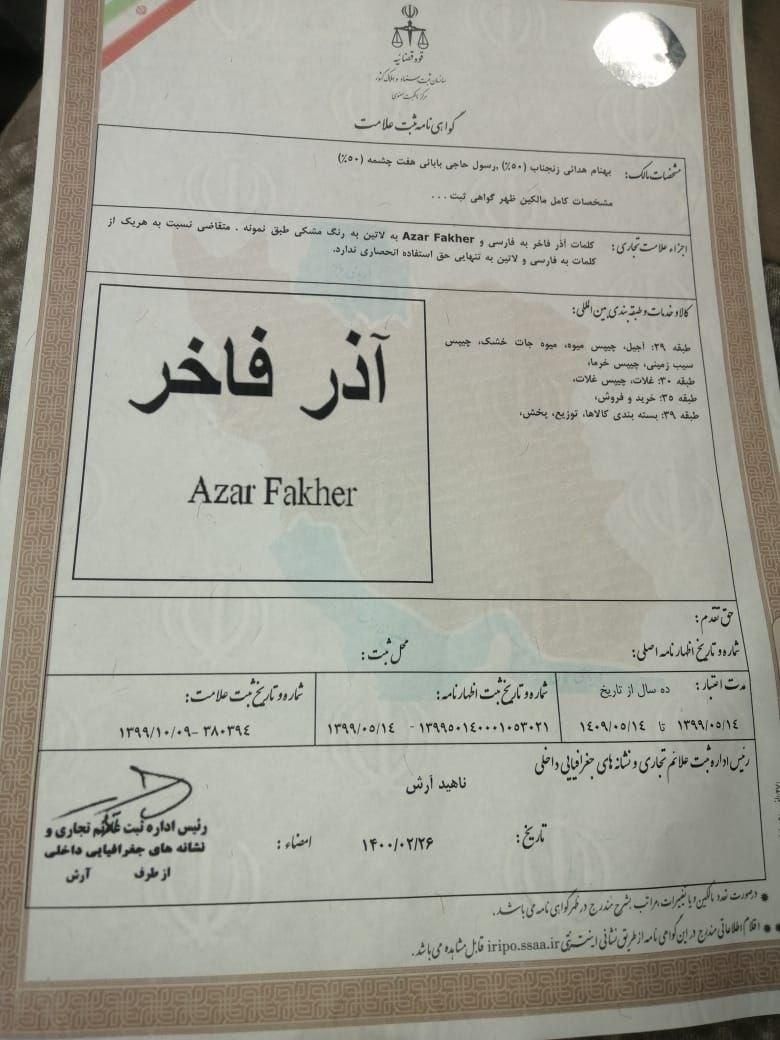 قوه قضائیه
سازمان ثبت اسناد و املاک کشور
مرکز مالکیت معنوی
گواهی نامه ثبت علامت
مشخصات مالک: بهنام هدائی زنجناب (۵۰٪) ,رسول حاجی بابائی هفت چشمه (۵۰٪)
مشخصات کامل مالکین ظهر گواهی ثبت . . .
اجزاء علامت تجاری: کلمات آذر فاخر به فارسی و Azar Fakher به لاتین به رنگ مشکی طبق نمونه . متقاضی نسبت به هریک از
کلمات به فارسی و لاتین به تنهایی حق استفاده انحصاری ندارد.
کالا و خدمات و طبقه بندی بین المللی:
طبقه ۲۹: آجیل، چیپس میوه، میوه جات خشک، چیپس
سیب زمینی، چیپس خرما،
طبقه ۳۰: غلات، چیپس غلات،
طبقه ۳۵: خرید و فروش،
طبقه ۳۹: بسته بندی کالاها، توزیع، پخش،
آذر فاخر
Azar Fakher
حق تقدم:
شماره و تاریخ اظهارنامه اصلی: محل ثبت:
مدت اعتبار: ده سال از تاریخ
۱۳۹۹/۰۵/۱۴ تا ۱۴۰۹/۰۵/۱۴
شماره و تاریخ ثبت اظهارنامه:
۱۳۹۹۵۰۱۴۰۰۰۱۰۵۳۰۲۱ - ۱۳۹۹/۰۵/۱۴
شماره و تاریخ ثبت علامت:
۳۸۰۳۹۴ -۱۳۹۹/۱۰/۰۹
رئیس اداره ثبت علائم تجاری و نشانه های جغرافیایی داخلی
ناهید آرش
تاریخ: ۱۴۰۰/۰۲/۲۶ امضاء:
رئیس اداره ثبت علائم تجاری و
نشانه های جغرافیایی داخلی
از طرف آرش
* درصورت تعدد مالکین و یا تغییرات، مراتب بشرح مندرج در ظهر گواهی نامه می باشد.
* اقلام اطلاعاتی مندرج در این گواهی نامه از طریق نشانی اینترنتی iripo.ssaa.ir قابل مشاهده می باشد.